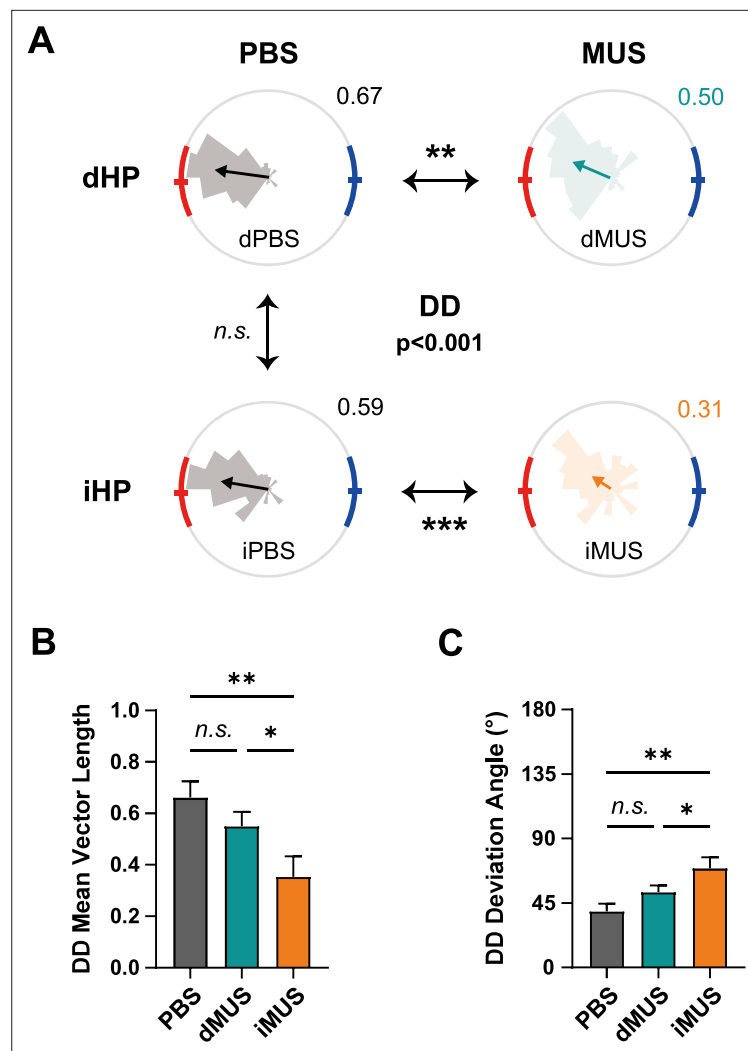 A
PBS
MUS
0.67
0.50
dHP
**
dPBS
dMUS
n.s.
DD
p<0.001
0.59
0.31
iHP
***
iPBS
iMUS
B
DD Mean Vector Length
1.0
0.8
0.6
0.4
0.2
0.0
**
n.s.
*
PBS
dMUS
iMUS
C
DD Deviation Angle (°)
180
135
90
45
0
**
n.s.
*
PBS
dMUS
iMUS